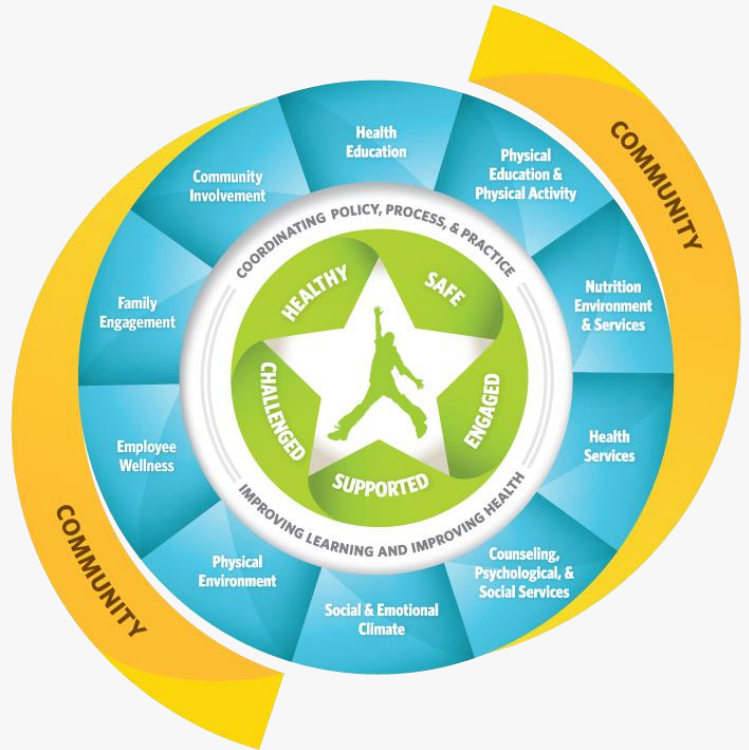 COMMUNITY
Health
Education
Physical
Education &
Physical Activity
Nutrition
Environment
& Services
Health
Services
Counseling,
Psychological, &
Social Services
Social & Emotional
Climate
Physical
Environment
Employee
Wellness
Family
Engagement
Community
Involvement
COORDINATING POLICY, PROCESS, & PRACTICE
IMPROVING LEARNING AND IMPROVING HEALTH
HEALTHY
SAFE
ENGAGED
SUPPORTED
CHALLENGED
COMMUNITY